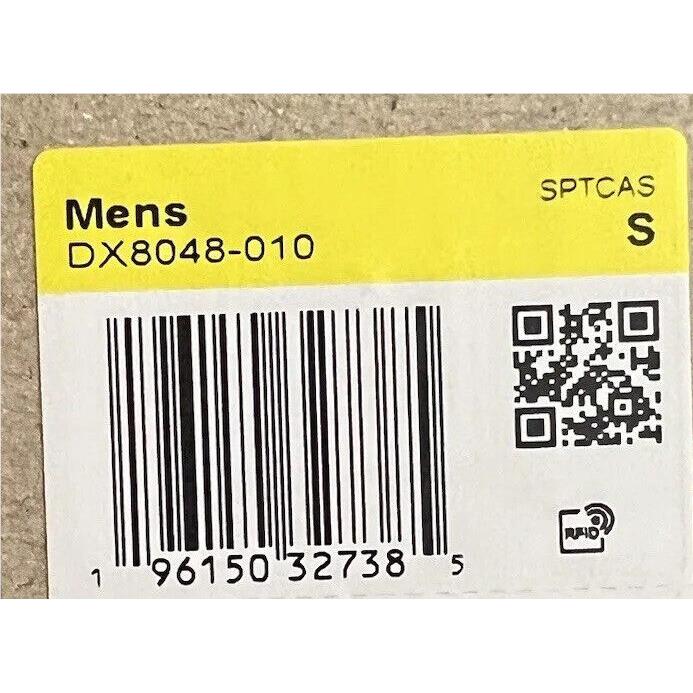 Mens
SPTCAS
DX8048-010
S
1 96150 32738 5
RFID